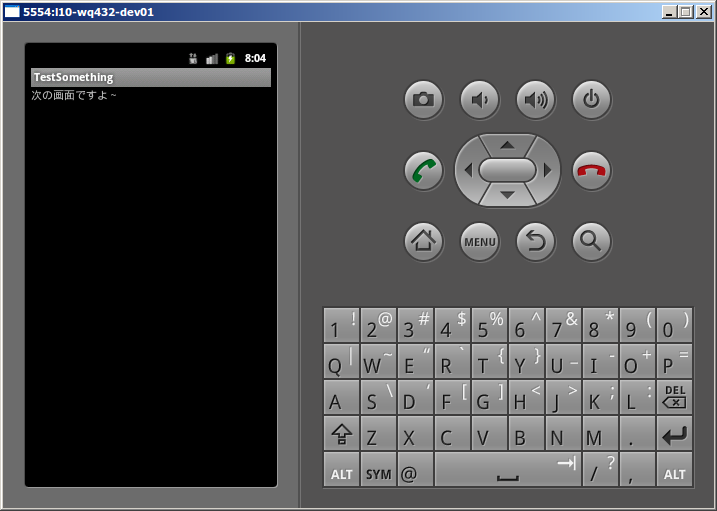 5554:l10-wq432-dev01
8:04
TestSomething
次の画面ですよ~
MENU
1 ! 2 @ 3 # 4 $ 5 % 6 ^ 7 & 8 * 9 ( 0 )
Q | W ~ E “ R ` T { Y } U _ I - O + P =
A S \ D ‘ F [ G ] H < J > K ; L : DEL
Z X C V B N M .
ALT SYM @ / ? , ALT